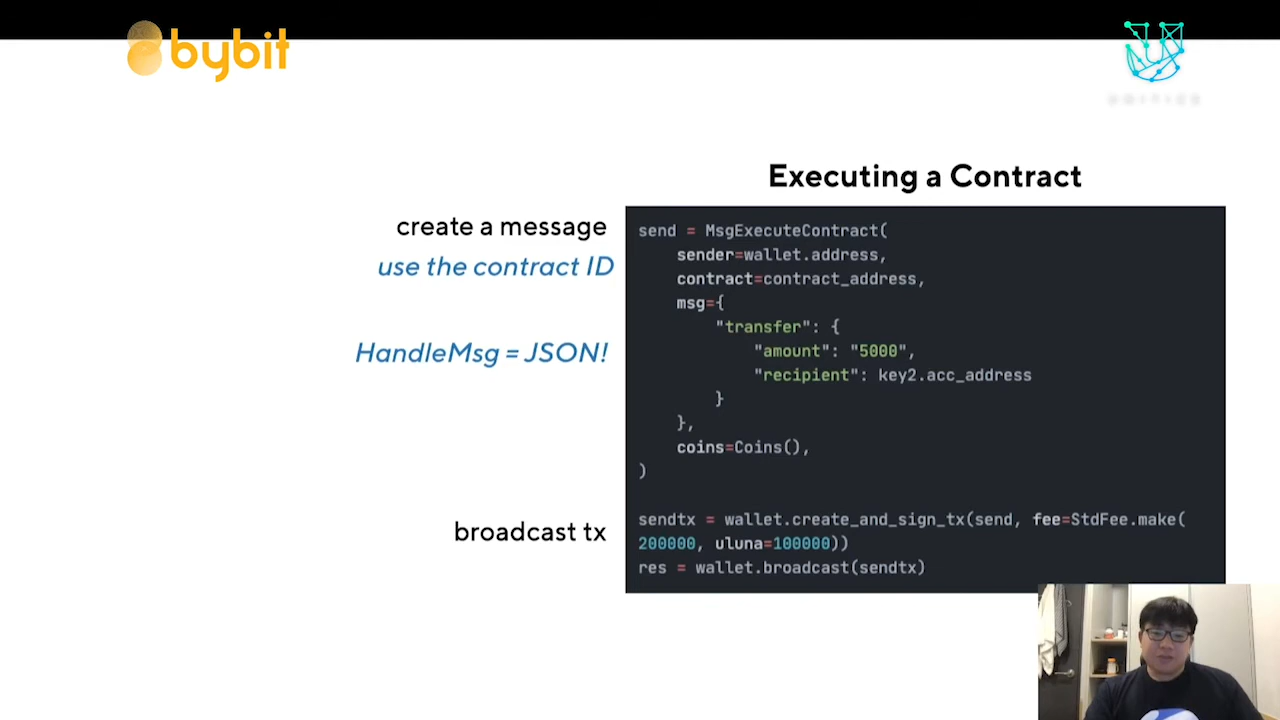 bybit
UNITIZE
Executing a Contract
create a message
use the contract ID
HandleMsg = JSON!
broadcast tx
send = MsgExecuteContract(
sender=wallet.address,
contract=contract_address,
msg={
"transfer": {
"amount": "5000",
"recipient": key2.acc_address
}
},
coins=Coins(),
)
sendtx = wallet.create_and_sign_tx(send, fee=StdFee.make(
200000, uluna=100000))
res = wallet.broadcast(sendtx)